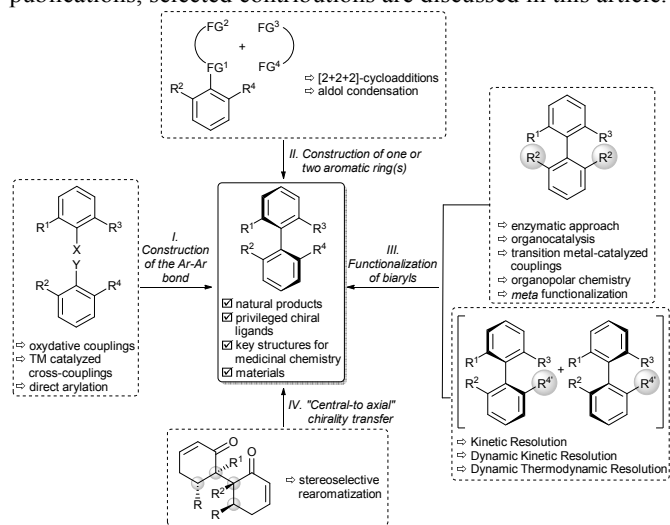 publications, selected contributions are discussed in this article.
FG²
FG³
+
FG¹
FG⁴
R²
R⁴
⇨ [2+2+2]-cycloadditions
⇨ aldol condensation
II. Construction of one or
two aromatic ring(s)
R¹
R³
X
Y
R²
R⁴
⇨ oxydative couplings
⇨ TM catalyzed
cross-couplings
⇨ direct arylation
I.
Construction
of the Ar-Ar
bond
R¹
R³
R²
R⁴
☑ natural products
☑ privileged chiral
ligands
☑ key structures for
medicinal chemistry
☑ materials
III.
Functionalization
of biaryls
R¹
R³
R²
R²
⇨ enzymatic approach
⇨ organocatalysis
⇨ transition metal-catalyzed
couplings
⇨ organopolar chemistry
⇨ meta functionalization
R¹
R³
R²
R⁴'
+
R¹
R³
R²
R⁴'
⇨ Kinetic Resolution
⇨ Dynamic Kinetic Resolution
⇨ Dynamic Thermodynamic Resolution
IV. "Central-to axial"
chirality transfer
O
O
R¹
R²
R
R
⇨ stereoselective
rearomatization